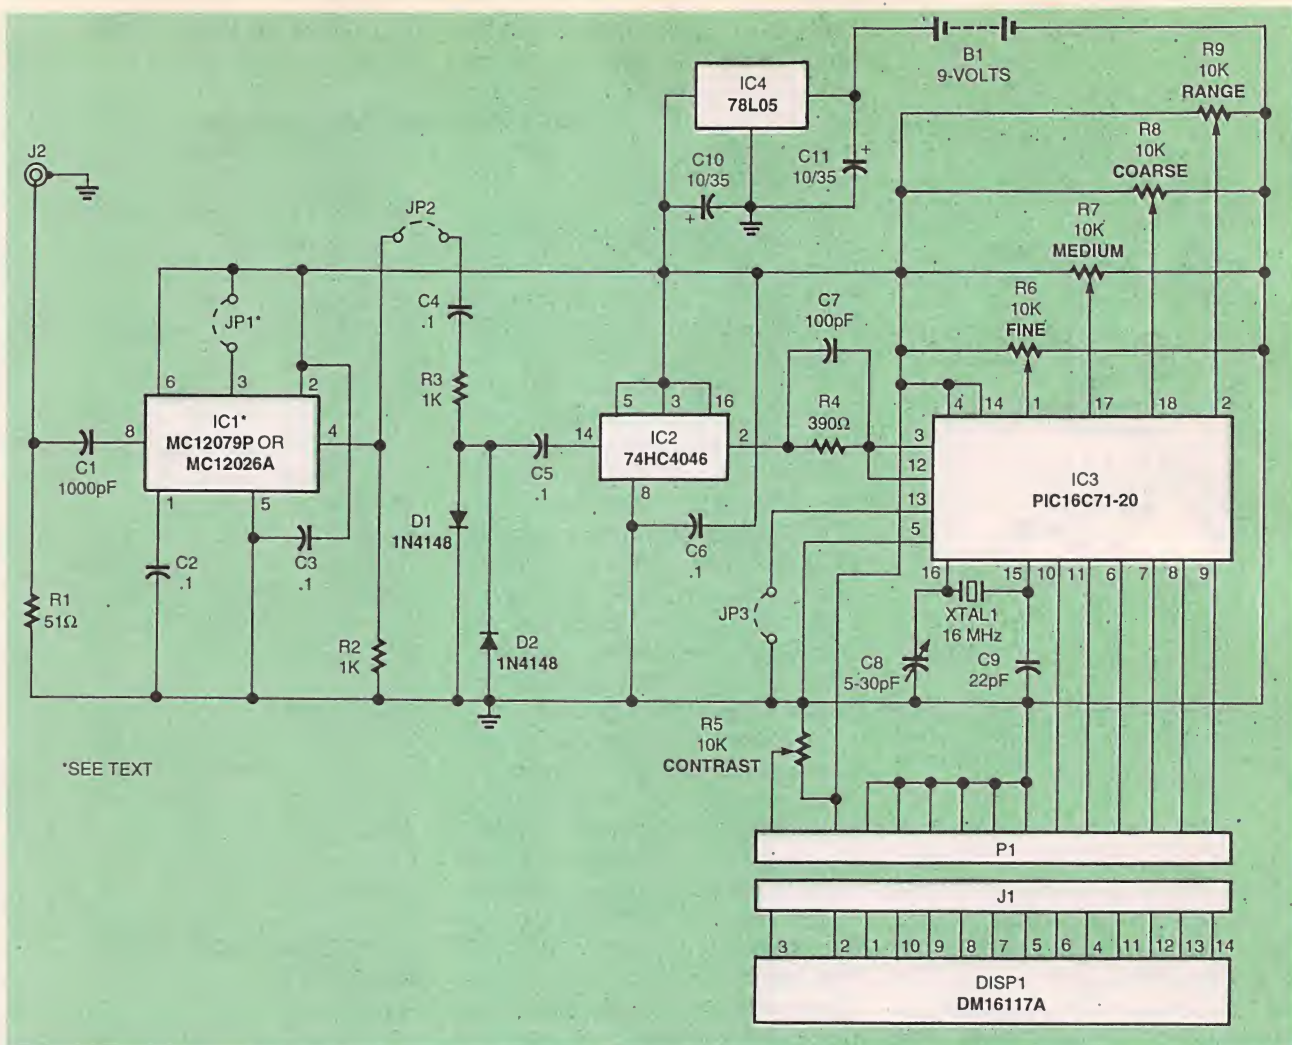 B1
9-VOLTS
R9
10K
RANGE
IC4
78L05
R8
10K
COARSE
J2
C10
10/35
C11
10/35
+
+
JP2
R7
10K
MEDIUM
C4
.1
C7
100pF
R6
10K
FINE
JP1*
6 3 2
R3
1K
5 3 16
R4
390Ω
4 14 1 17 18 2
8
IC1*
MC12079P OR
MC12026A
4
C1
1000pF
1 5
14
IC2
74HC4046
2
8
C5
.1
3
12
13
5
IC3
PIC16C71-20
D1
1N4148
C2
.1
C3
.1
C6
.1
16 15 10 11 6 7 8 9
R1
51Ω
JP3
XTAL1
16 MHz
R2
1K
D2
1N4148
C8
5-30pF
C9
22pF
R5
10K
CONTRAST
*SEE TEXT
P1
J1
3 2 1 10 9 8 7 5 6 4 11 12 13 14
DISP1
DM16117A